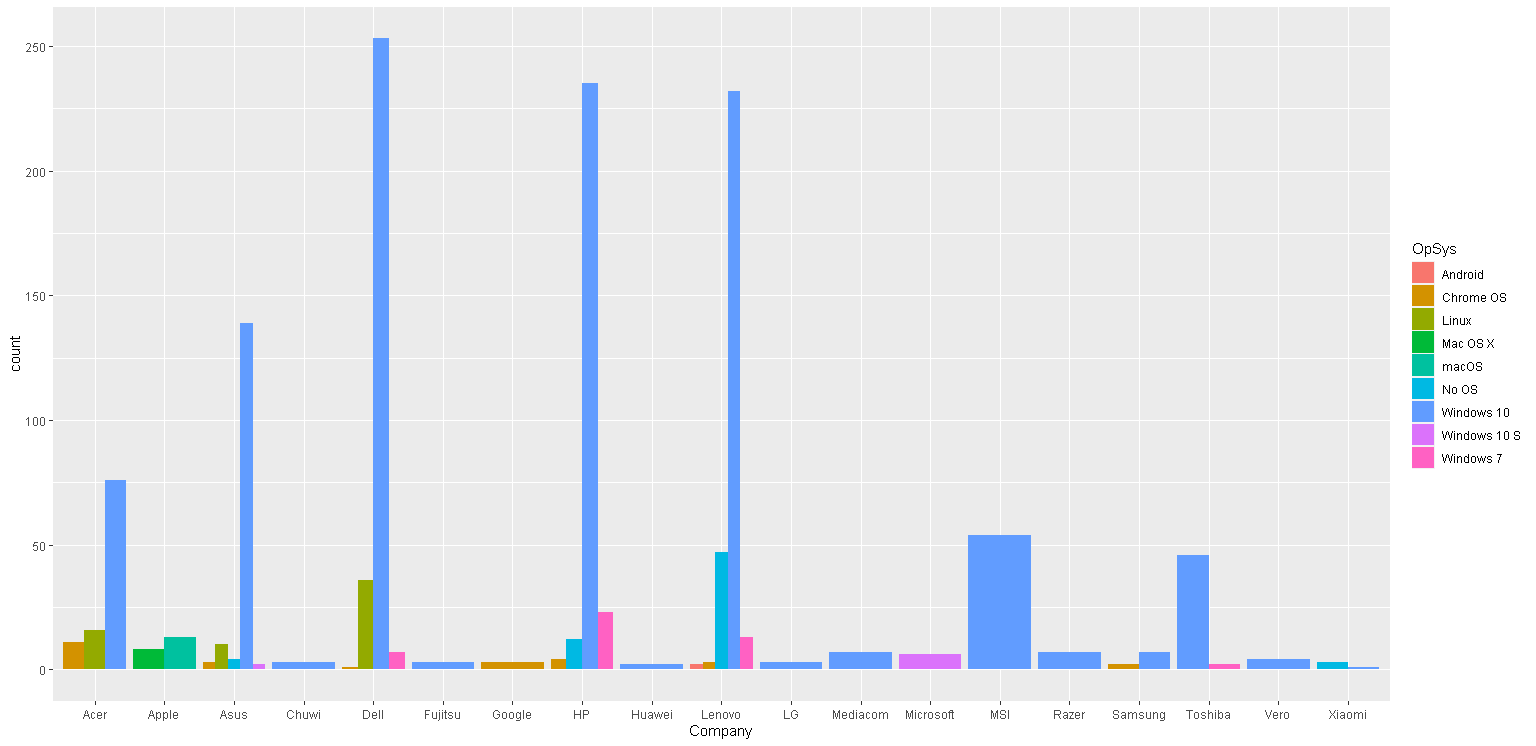 250
200
150
100
50
0
count
Acer Apple Asus Chuwi Dell Fujitsu Google HP Huawei Lenovo LG Mediacom Microsoft MSI Razer Samsung Toshiba Vero Xiaomi
Company
OpSys
Android
Chrome OS
Linux
Mac OS X
macOS
No OS
Windows 10
Windows 10 S
Windows 7